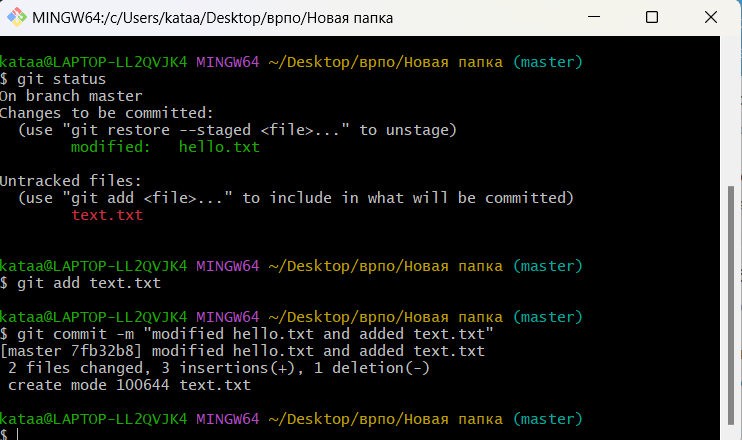 MINGW64:/c/Users/kataa/Desktop/врпо/Новая папка
kataa@LAPTOP-LL2QVJK4 MINGW64 ~/Desktop/врпо/Новая папка (master)
$ git status
On branch master
Changes to be committed:
  (use "git restore --staged <file>..." to unstage)
        modified:   hello.txt

Untracked files:
  (use "git add <file>..." to include in what will be committed)
        text.txt

kataa@LAPTOP-LL2QVJK4 MINGW64 ~/Desktop/врпо/Новая папка (master)
$ git add text.txt

kataa@LAPTOP-LL2QVJK4 MINGW64 ~/Desktop/врпо/Новая папка (master)
$ git commit -m "modified hello.txt and added text.txt"
[master 7fb32b8] modified hello.txt and added text.txt
 2 files changed, 3 insertions(+), 1 deletion(-)
 create mode 100644 text.txt

kataa@LAPTOP-LL2QVJK4 MINGW64 ~/Desktop/врпо/Новая папка (master)
$